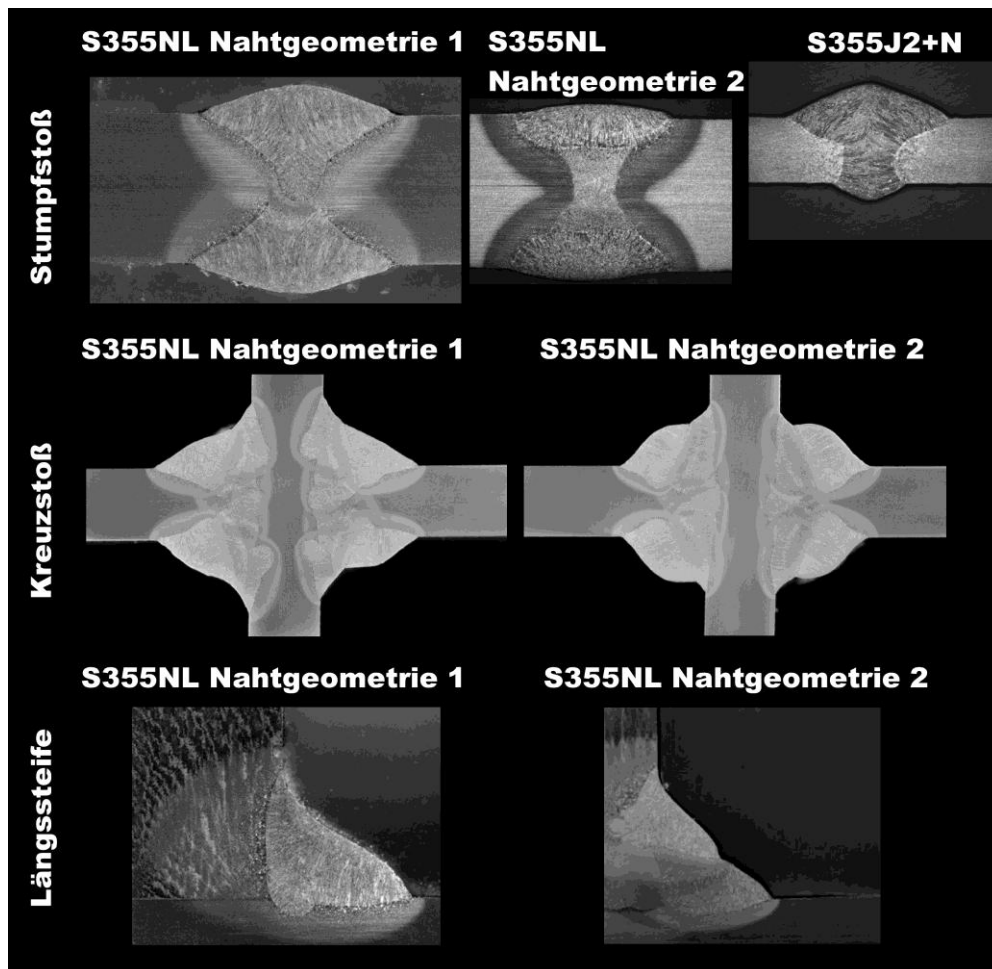 S355NL Nahtgeometrie 1
S355NL
Nahtgeometrie 2
S355J2+N
Stumpfstoß
S355NL Nahtgeometrie 1
S355NL Nahtgeometrie 2
Kreuzstoß
S355NL Nahtgeometrie 1
S355NL Nahtgeometrie 2
Längssteife